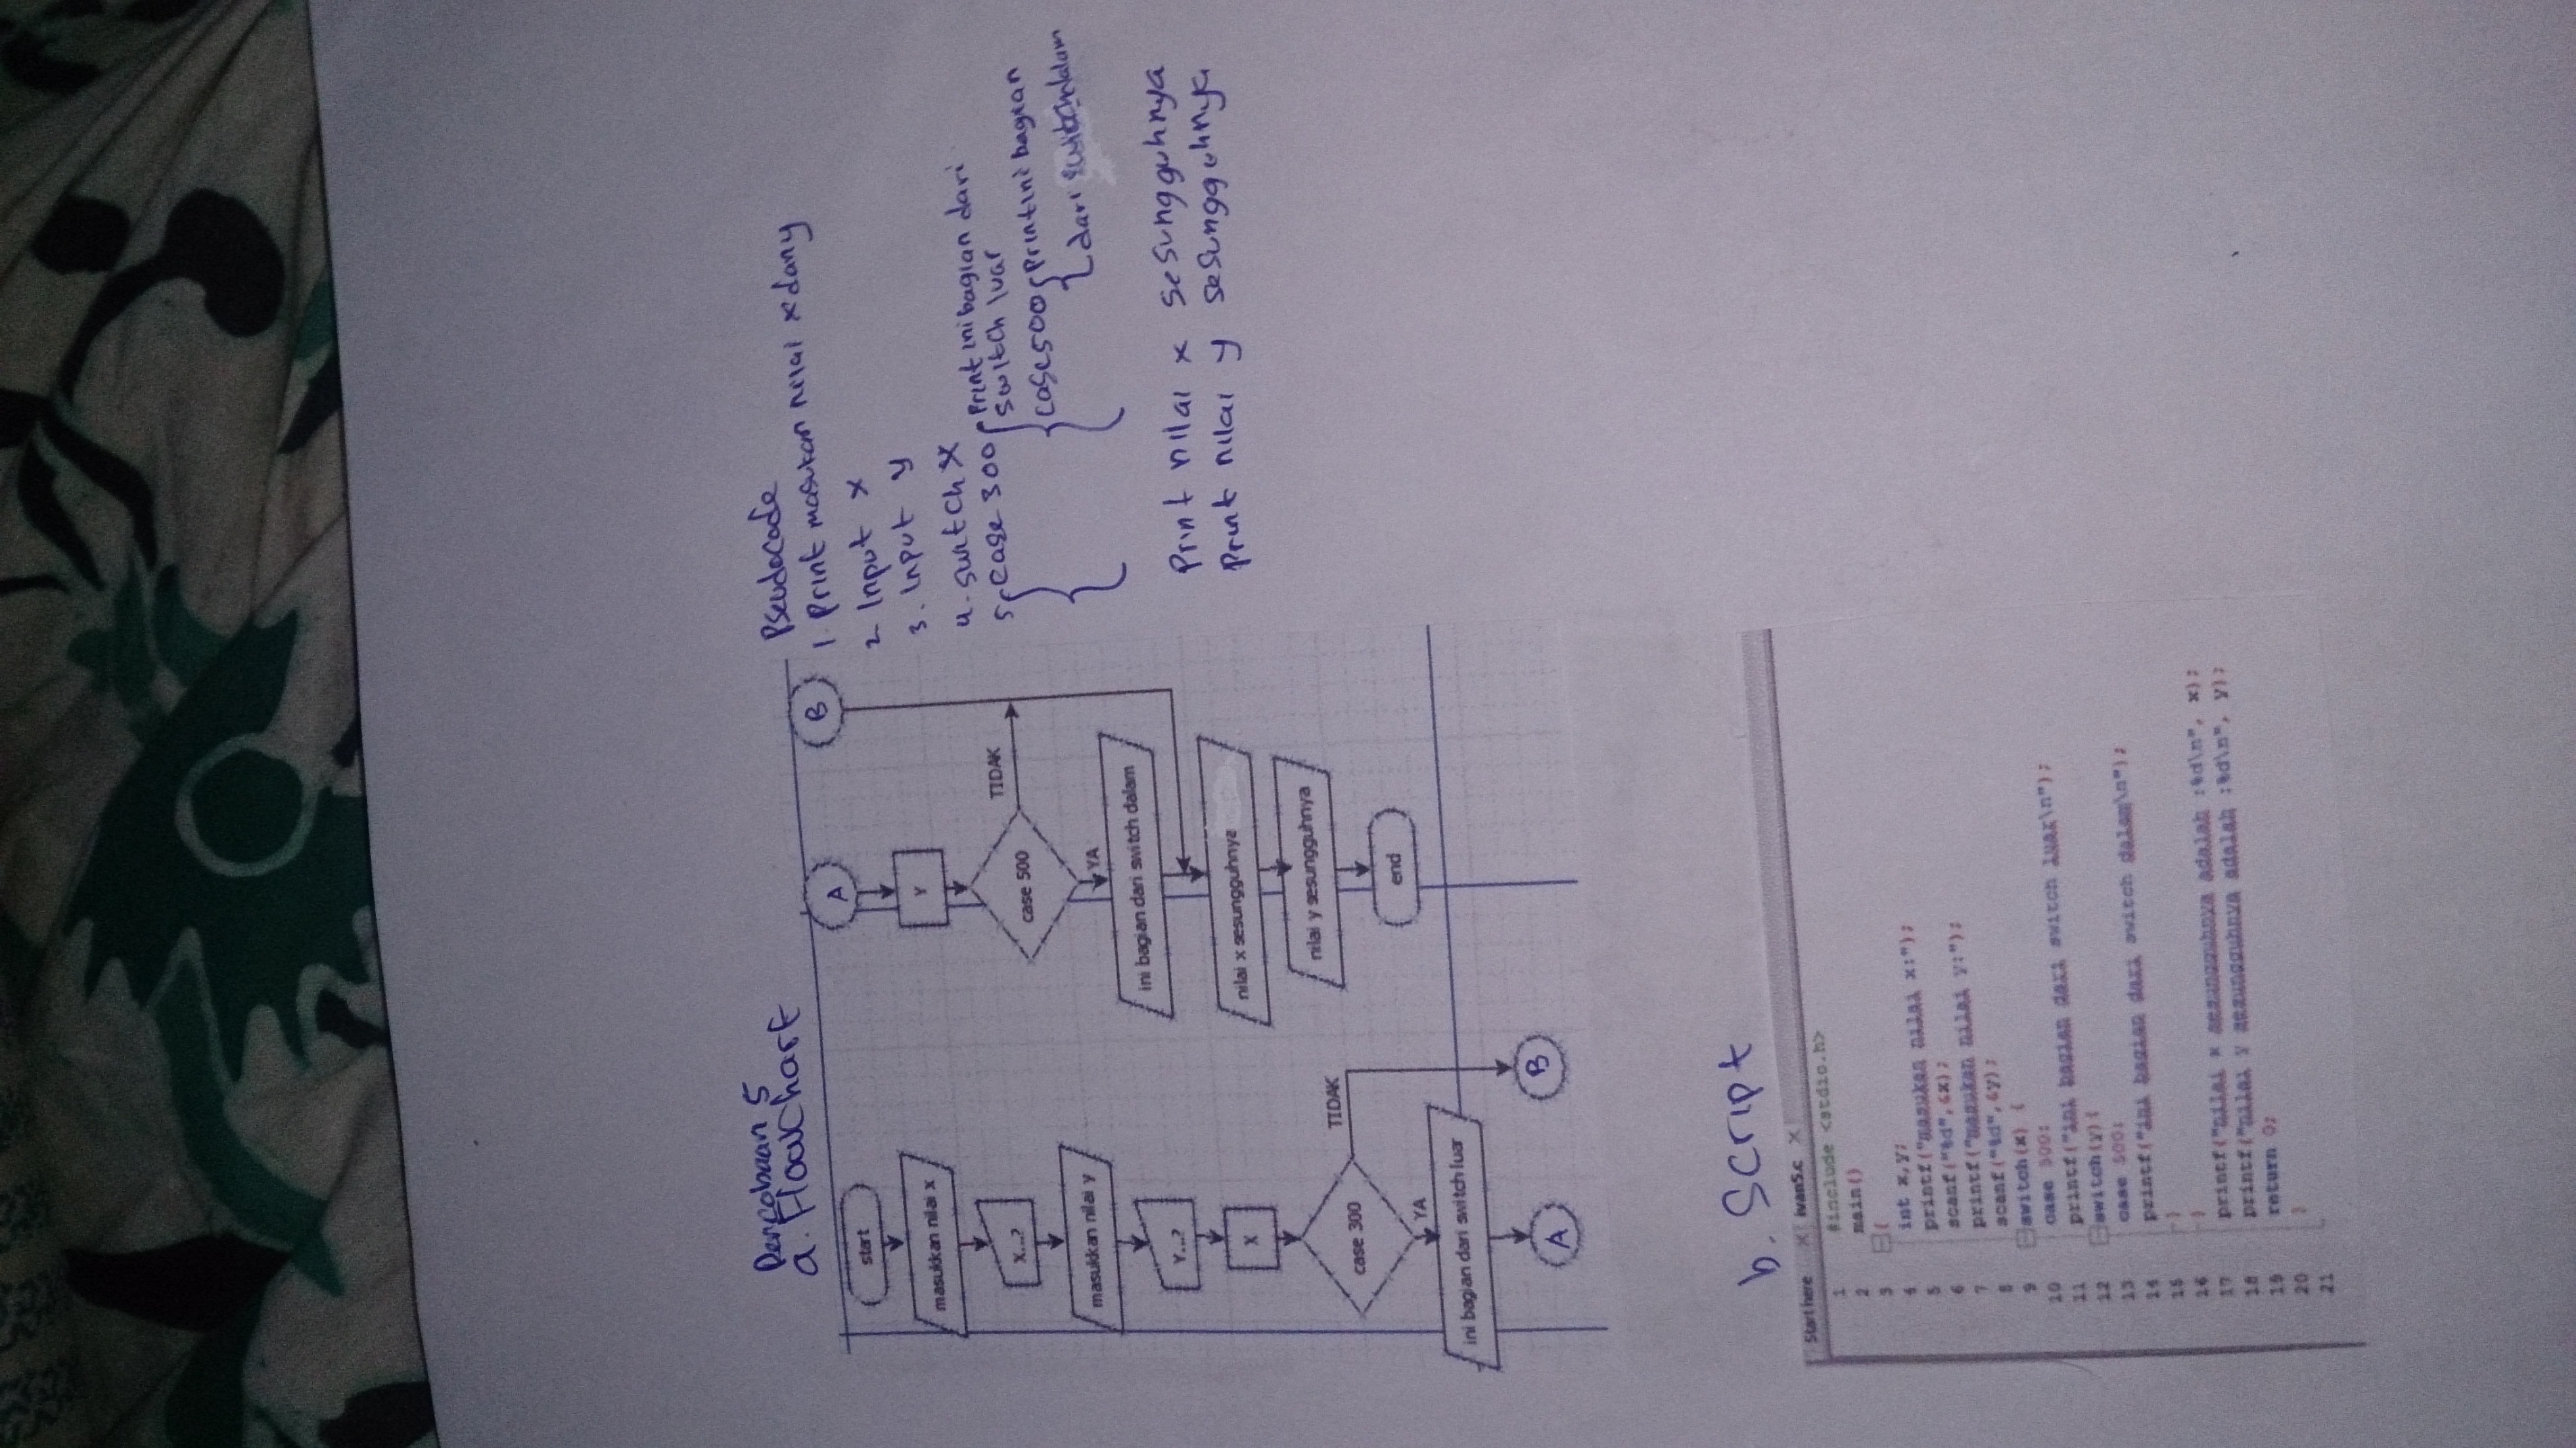 Percobaan 5
a. Flowchart
start
masukkan nilai x
X...?
masukkan nilai y
Y...?
X
case 300
TIDAK
YA
ini bagian dari switch luar
A
B
A
B
Y
case 500
TIDAK
YA
ini bagian dari switch dalam
nilai x sesungguhnya
nilai y sesungguhnya
end
Pseudocode
1. Print masukan nilai x dan y
2. Input x
3. Input y
4. switch x
5. case 300 print ini bagian dari
switch luar
case 500 print ini bagian
dari switch dalam
Print nilai x sesungguhnya
Print nilai y sesungguhnya
b. Script
Start here ivan5.c
1 #include <stdio.h>
2 main()
3 {
4 int x,y;
5 printf("masukan nilai x:");
6 scanf("%d",&x);
7 printf("masukan nilai y:");
8 scanf("%d",&y);
9 switch(x) {
10 case 300:
11 printf("ini bagian dari switch luar\n");
12 switch(y){
13 case 500:
14 printf("ini bagian dari switch dalam\n");
15 }
16 }
17 printf("nilai x sesungguhnya adalah :%d\n", x);
18 printf("nilai y sesungguhnya adalah :%d\n", y);
19 return 0;
20 }
21